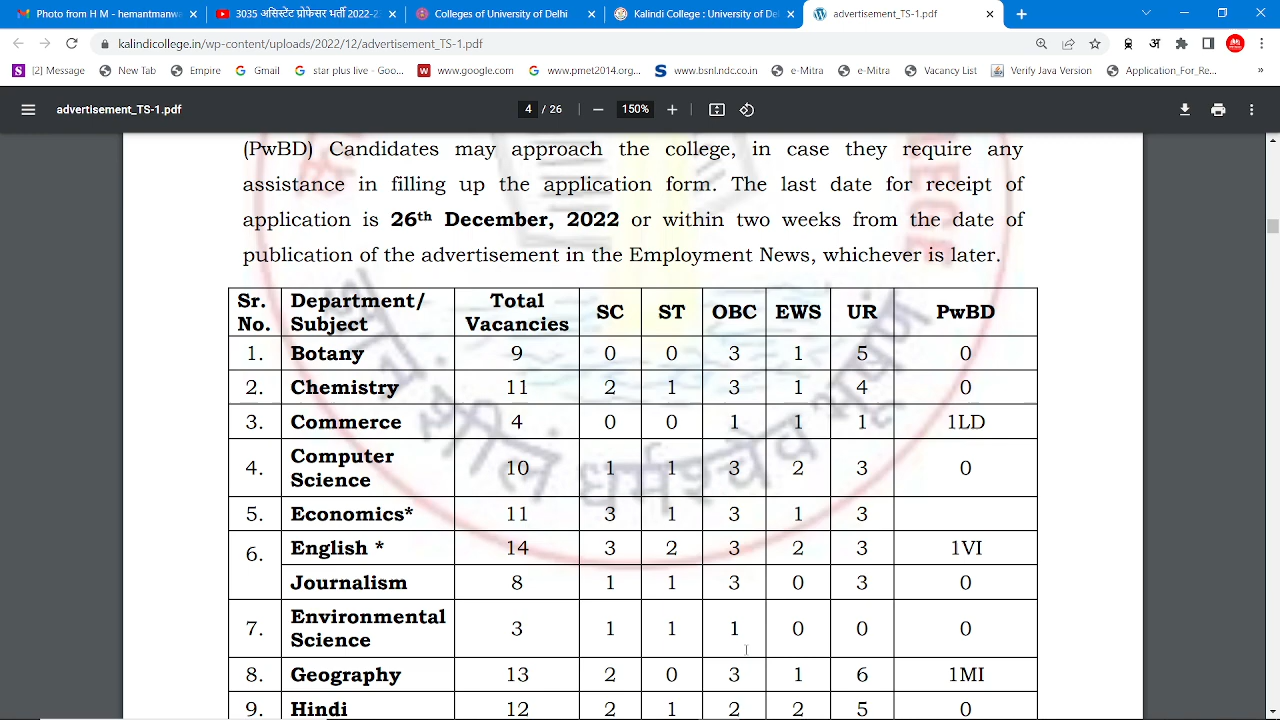 Photo from H M - hemantmanw
3035 असिस्टेंट प्रोफेसर भर्ती 2022-2
Colleges of University of Delhi
Kalindi College : University of De
advertisement_TS-1.pdf
kalindicollege.in/wp-content/uploads/2022/12/advertisement_TS-1.pdf
[2] Message New Tab Empire Gmail star plus live - Goo... www.google.com www.pmet2014.org... www.bsnlrdc.co.in e-Mitra e-Mitra Vacancy List Verify Java Version Application_For_Re... »
advertisement_TS-1.pdf 4 / 26 — 150% +
(PwBD) Candidates may approach the college, in case they require any
assistance in filling up the application form. The last date for receipt of
application is 26th December, 2022 or within two weeks from the date of
publication of the advertisement in the Employment News, whichever is later.
Sr. No. Department/ Subject Total Vacancies SC ST OBC EWS UR PwBD
1. Botany 9 0 0 3 1 5 0
2. Chemistry 11 2 1 3 1 4 0
3. Commerce 4 0 0 1 1 1 1LD
4. Computer Science 10 1 1 3 2 3 0
5. Economics* 11 3 1 3 1 3
6. English * 14 3 2 3 2 3 1VI
Journalism 8 1 1 3 0 3 0
7. Environmental Science 3 1 1 1 0 0 0
8. Geography 13 2 0 3 1 6 1MI
9. Hindi 12 2 1 2 2 5 0